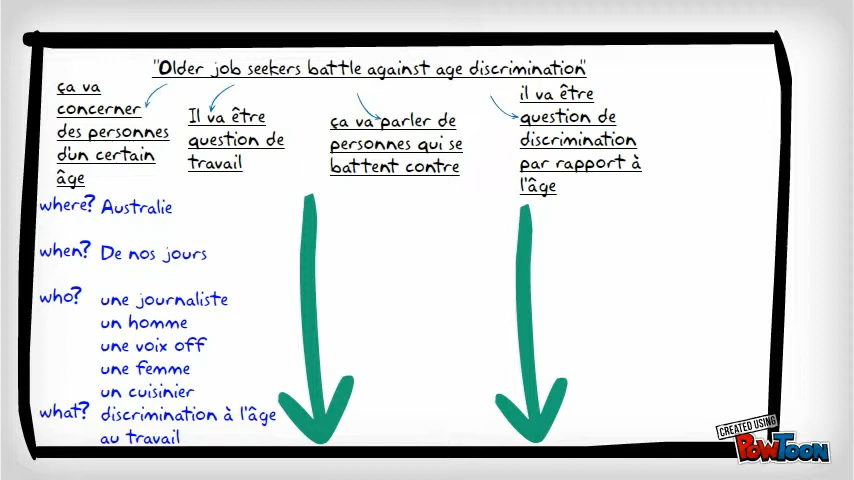 "Older job seekers battle against age discrimination"
ça va
concerner
des personnes
d'un certain
âge
Il va être
question de
travail
ça va parler de
personnes qui se
battent contre
il va être
question de
discrimination
par rapport à
l'âge
where? Australie
when? De nos jours
who? une journaliste
un homme
une voix off
une femme
un cuisinier
what? discrimination à l'âge
au travail
CREATED USING
POWTOON